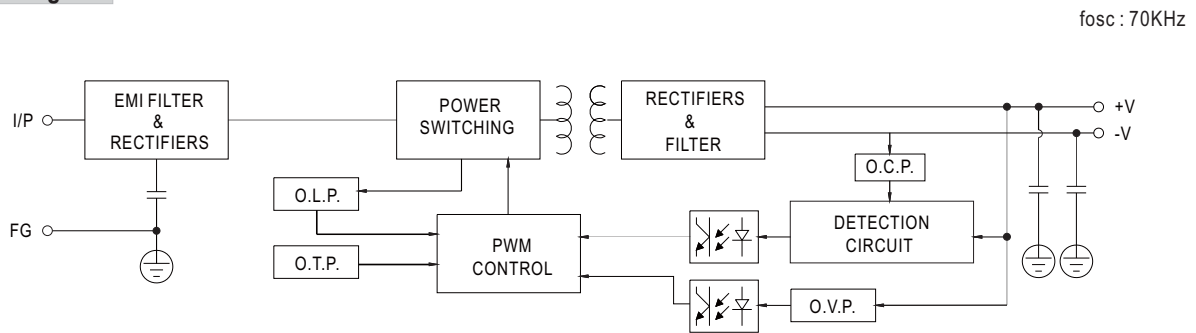 fosc : 70KHz
I/P
EMI FILTER
&
RECTIFIERS
POWER
SWITCHING
RECTIFIERS
&
FILTER
+V
-V
O.C.P.
O.L.P.
FG
PWM
CONTROL
DETECTION
CIRCUIT
O.T.P.
O.V.P.